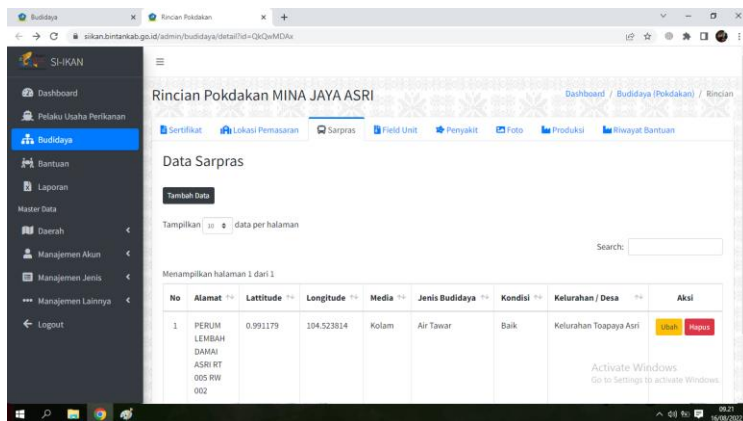 Budidaya
Rincian Pokdakan
siikan.bintankab.go.id/admin/budidaya/detail?id=QkQwMDAx
SI-IKAN
Dashboard
Pelaku Usaha Perikanan
Budidaya
Bantuan
Laporan
Master Data
Daerah
Manajemen Akun
Manajemen Jenis
Manajemen Lainnya
Logout
Rincian Pokdakan MINA JAYA ASRI
Dashboard / Budidaya (Pokdakan) / Rincian
Sertifikat Lokasi Pemasaran Sarpras Field Unit Penyakit Foto Produksi Riwayat Bantuan
Data Sarpras
Tambah Data
Tampilkan 10 data per halaman
Search:
Menampilkan halaman 1 dari 1
No Alamat Lattitude Longitude Media Jenis Budidaya Kondisi Kelurahan / Desa Aksi
1 PERUM LEMBAH DAMAI ASRI RT 005 RW 002 0.991179 104.523814 Kolam Air Tawar Baik Kelurahan Toapaya Asri Ubah Hapus
Activate Windows
Go to Settings to activate Windows.
09.21
16/08/2022